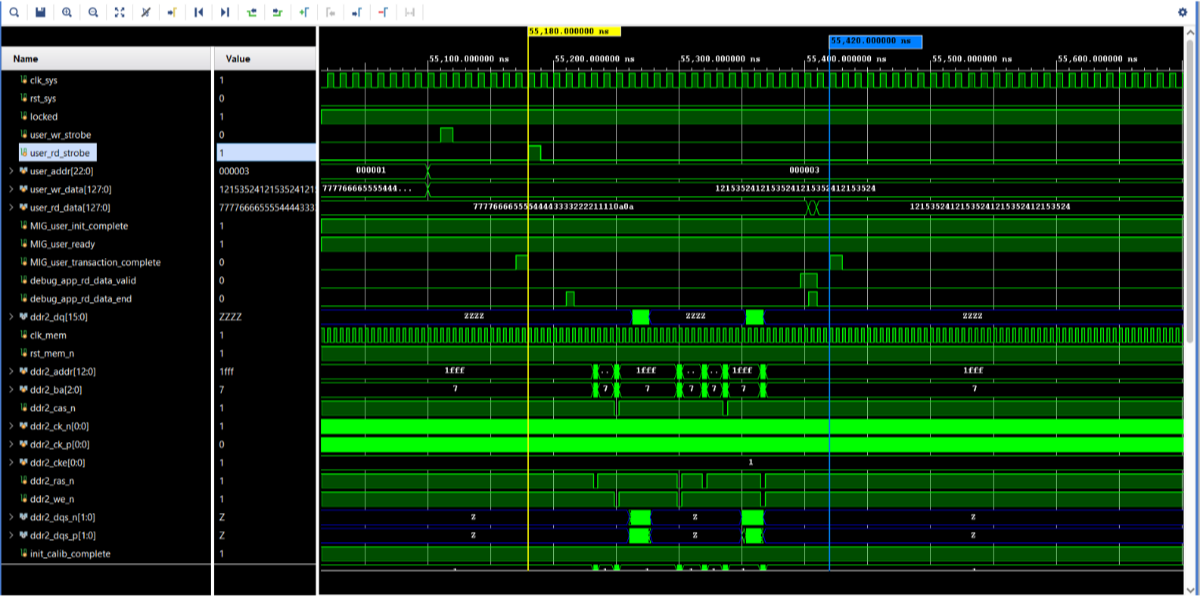 55,180.000000 ns
55,420.000000 ns
Name Value
55,100.000000 ns 55,200.000000 ns 55,300.000000 ns 55,400.000000 ns 55,500.000000 ns 55,600.000000 ns
clk_sys 1
rst_sys 0
locked 1
user_wr_strobe 0
user_rd_strobe 1
user_addr[22:0] 000003 000001 000003
user_wr_data[127:0] 1215352412153524121 777766665555444... 12153524121535241215352412153524
user_rd_data[127:0] 7777666655554444333 77776666555544443333222211110a0a 12153524121535241215352412153524
MIG_user_init_complete 1
MIG_user_ready 1
MIG_user_transaction_complete 0
debug_app_rd_data_valid 0
debug_app_rd_data_end 0
ddr2_dq[15:0] ZZZZ ZZZZ ZZZZ ZZZZ
clk_mem 1
rst_mem_n 1
ddr2_addr[12:0] 1fff 1fff .. 1fff .. .. 1fff 1fff
ddr2_ba[2:0] 7 7 7 7 7 7 7 7
ddr2_cas_n 1
ddr2_ck_n[0:0] 1
ddr2_ck_p[0:0] 0
ddr2_cke[0:0] 1 1
ddr2_ras_n 1
ddr2_we_n 1
ddr2_dqs_n[1:0] Z Z Z Z
ddr2_dqs_p[1:0] Z Z Z Z
init_calib_complete 1